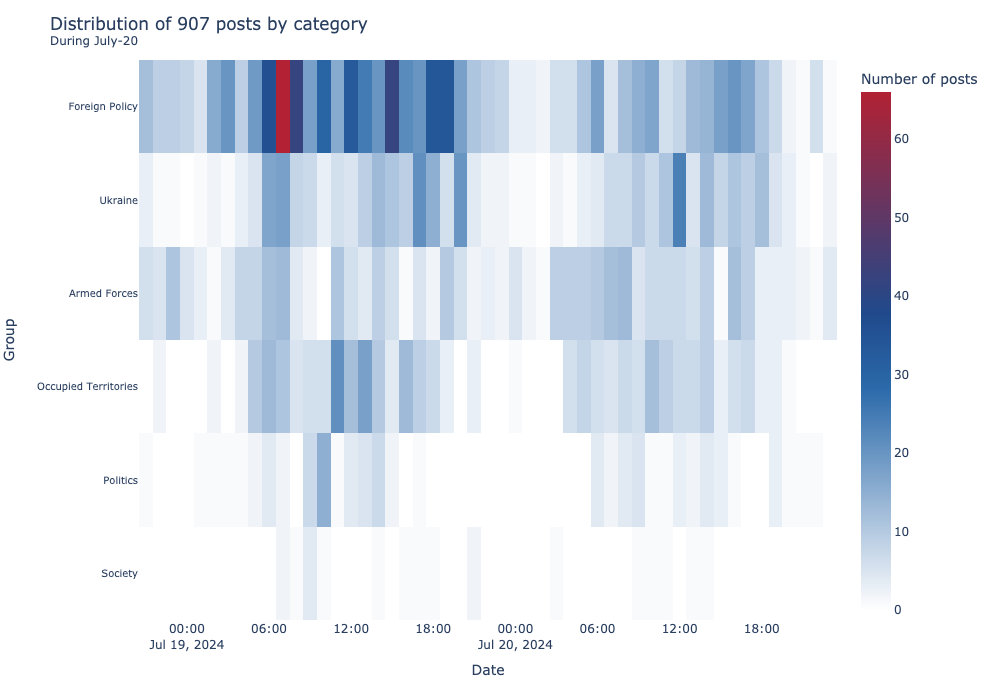 Distribution of 907 posts by category
During July-20
Number of posts
Group
Foreign Policy
Ukraine
Armed Forces
Occupied Territories
Politics
Society
60
50
40
30
20
10
0
00:00 06:00 12:00 18:00 00:00 06:00 12:00 18:00
Jul 19, 2024 Jul 20, 2024
Date